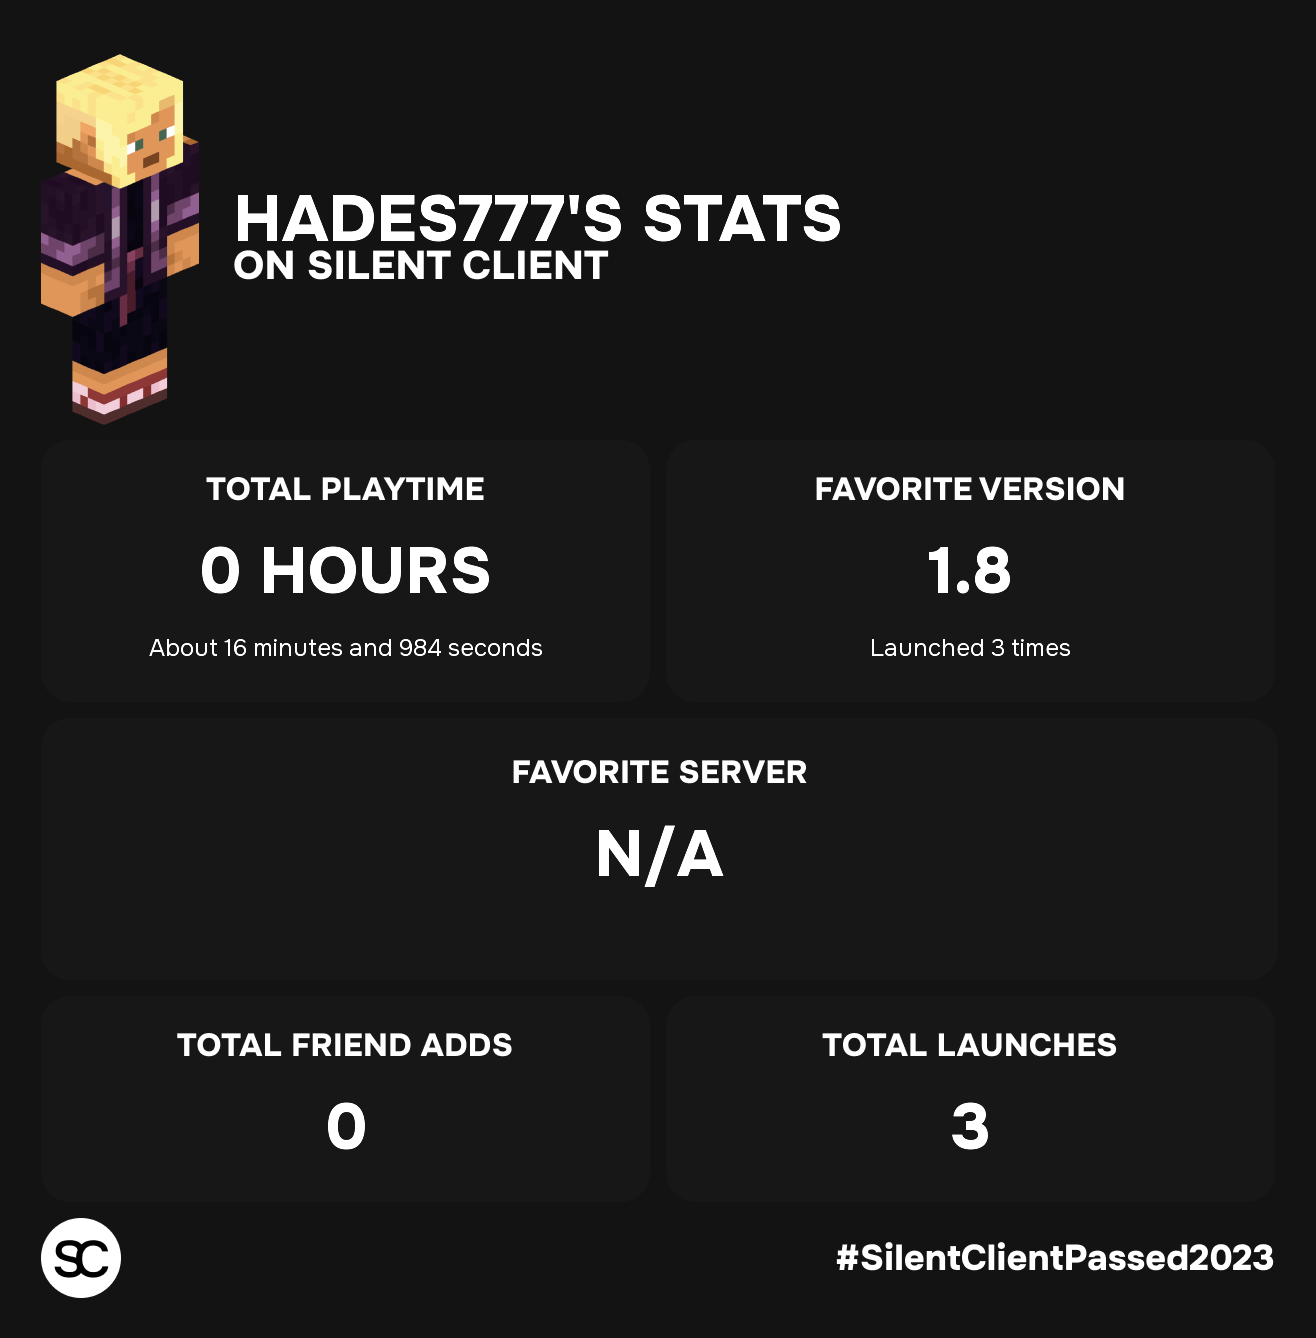 HADES777'S STATS
ON SILENT CLIENT
TOTAL PLAYTIME
0 HOURS
About 16 minutes and 984 seconds
FAVORITE VERSION
1.8
Launched 3 times
FAVORITE SERVER
N/A
TOTAL FRIEND ADDS
0
TOTAL LAUNCHES
3
SC
#SilentClientPassed2023